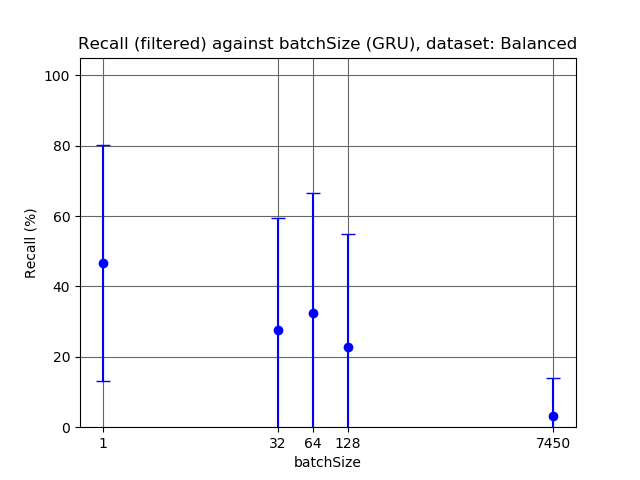 Recall (filtered) against batchSize (GRU), dataset: Balanced
100
80
60
40
20
0
Recall (%)
1 32 64 128 7450
batchSize